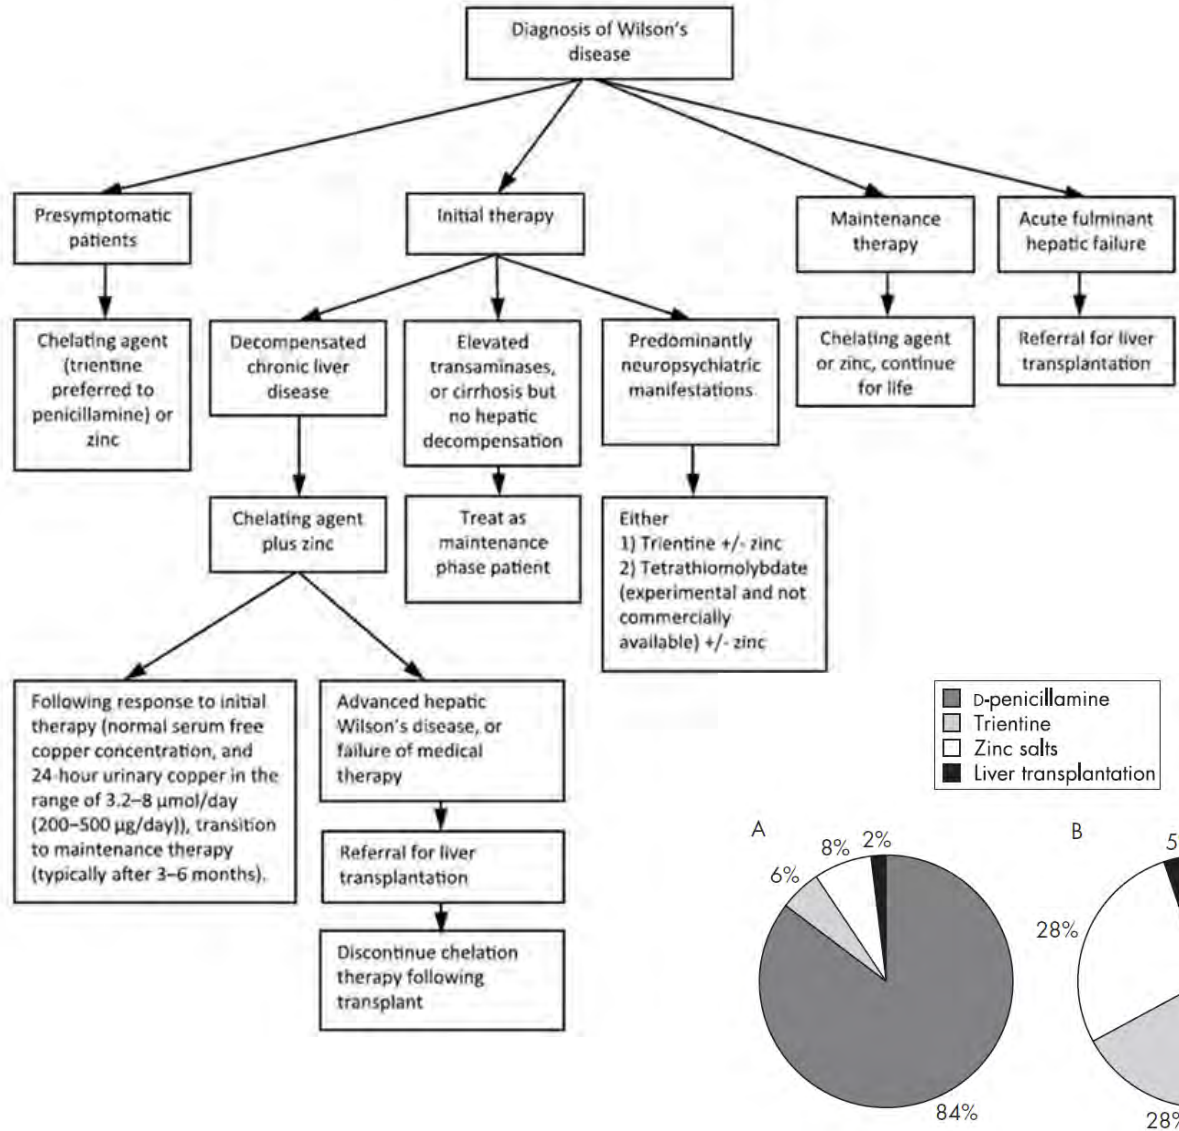 Diagnosis of Wilson's
disease
Presymptomatic
patients
Initial therapy
Maintenance
therapy
Acute fulminant
hepatic failure
Chelating agent
(trientine
preferred to
penicillamine) or
zinc
Decompensated
chronic liver
disease
Elevated
transaminases,
or cirrhosis but
no hepatic
decompensation
Predominantly
neuropsychiatric
manifestations
Chelating agent
or zinc, continue
for life
Referral for liver
transplantation
Chelating agent
plus zinc
Treat as
maintenance
phase patient
Either
1) Trientine +/- zinc
2) Tetrathiomolybdate
(experimental and not
commercially
available) +/- zinc
Following response to initial
therapy (normal serum free
copper concentration, and
24-hour urinary copper in the
range of 3.2–8 µmol/day
(200–500 µg/day)), transition
to maintenance therapy
(typically after 3–6 months).
Advanced hepatic
Wilson's disease, or
failure of medical
therapy
Referral for liver
transplantation
Discontinue chelation
therapy following
transplant
D-penicillamine
Trientine
Zinc salts
Liver transplantation
A
8%
2%
6%
84%
B
5
28%
28%